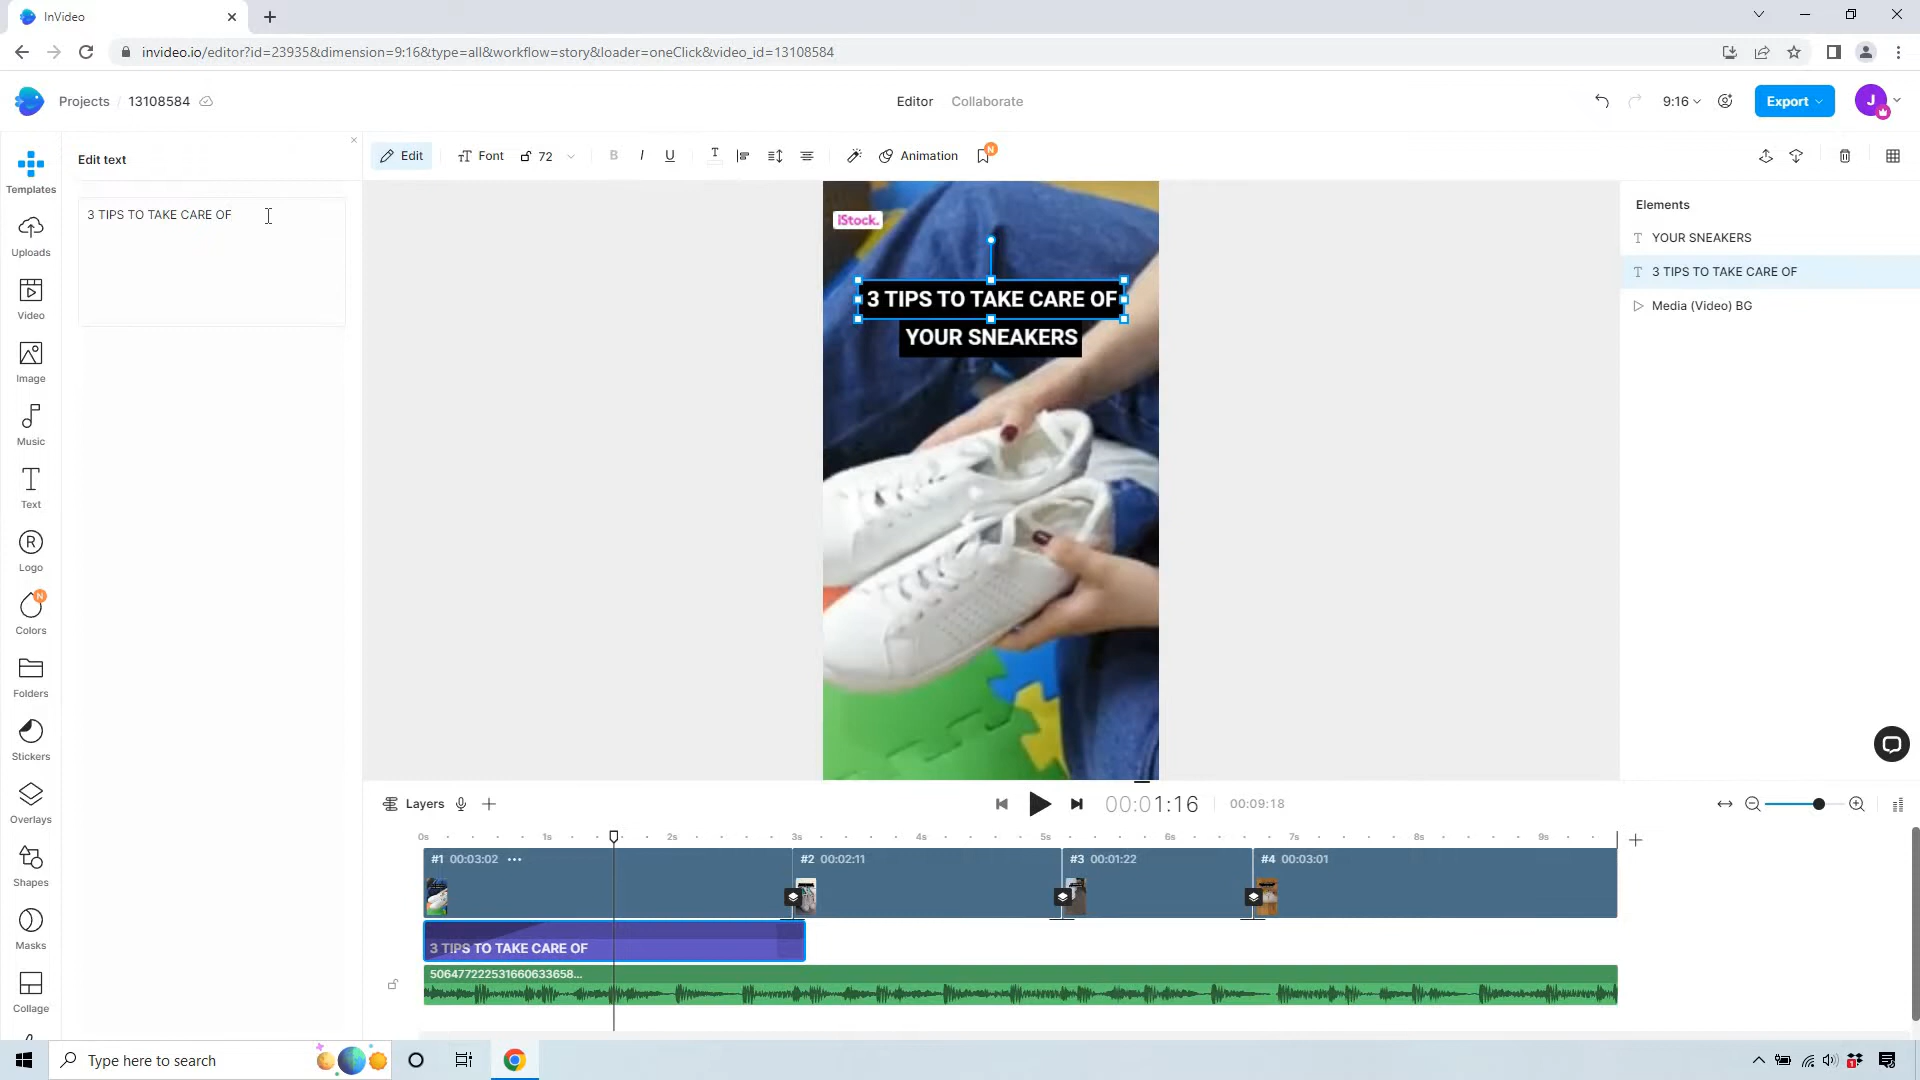 InVideo
invideo.io/editor?id=23935&dimension=9:16&type=all&workflow=story&loader=oneClick&video_id=13108584
Projects / 13108584
Editor
Collaborate
9:16
Export
J
Edit text
Edit
Font
72
B
I
U
T
Animation
N
Templates
Uploads
Video
Image
Music
Text
Logo
N
Colors
Folders
Stickers
Overlays
Shapes
Masks
Collage
3 TIPS TO TAKE CARE OF
iStock.
3 TIPS TO TAKE CARE OF
YOUR SNEAKERS
Elements
T YOUR SNEAKERS
T 3 TIPS TO TAKE CARE OF
Media (Video) BG
Layers
00:01:16
00:09:18
0s 1s 2s 3s 4s 5s 6s 7s 8s 9s
#1 00:03:02
#2 00:02:11
#3 00:01:22
#4 00:03:01
3 TIPS TO TAKE CARE OF
506477222531660633658...
Type here to search
1